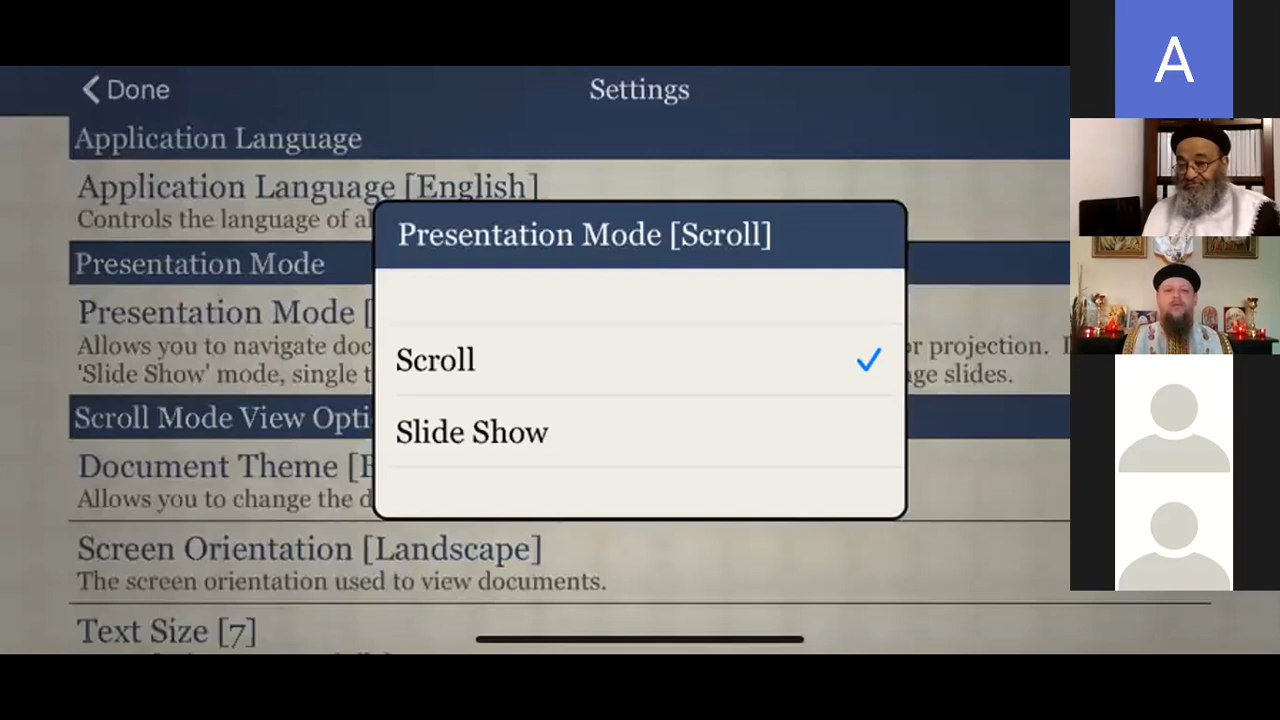 Done
Settings
Application Language
Application Language [English]
Controls the language of al
Presentation Mode
Presentation Mode [
Allows you to navigate doc
or projection.
'Slide Show' mode, single t
ge slides.
Scroll Mode View Opti
Document Theme [
Allows you to change the d
Screen Orientation [Landscape]
The screen orientation used to view documents.
Text Size [7]
Presentation Mode [Scroll]
Scroll
Slide Show
A